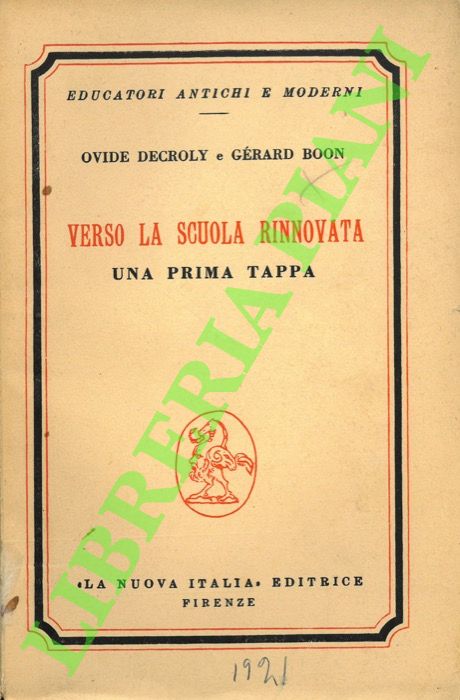 EDUCATORI ANTICHI E MODERNI
OVIDE DECROLY e GÉRARD BOON
VERSO LA SCUOLA RINNOVATA
UNA PRIMA TAPPA
LIBRERIA PIANI
«LA NUOVA ITALIA» EDITRICE
FIRENZE
1921